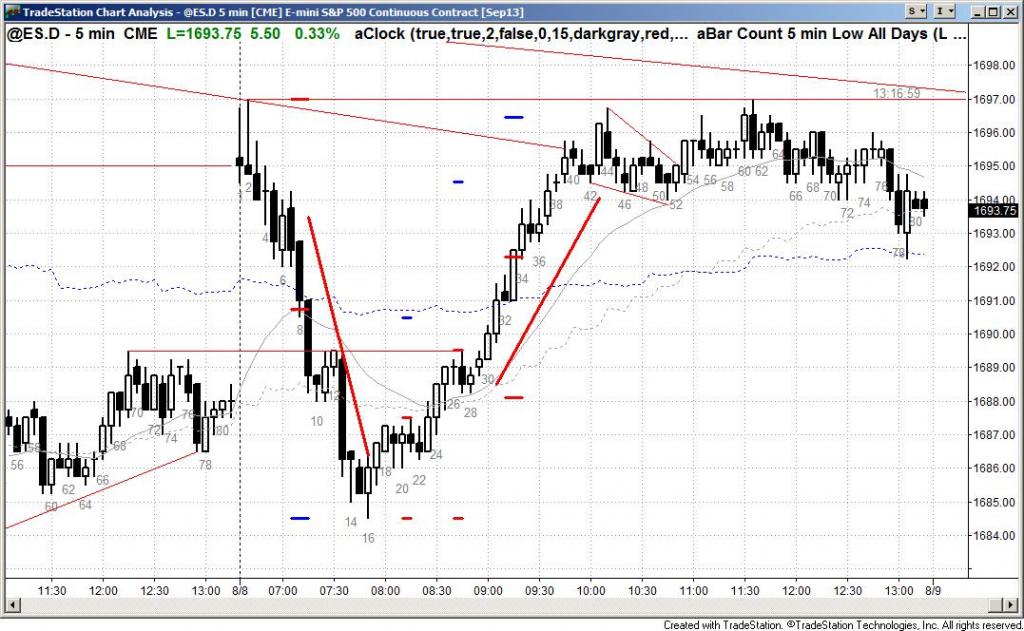 TradeStation Chart Analysis - @ES.D 5 min [CME] E-mini S&P 500 Continuous Contract [Sep13]
S I
@ES.D - 5 min CME L=1693.75 5.50 0.33% aClock (true,true,2,false,0,15,darkgray,red,... aBar Count 5 min Low All Days (L ...
1698.00
13:16:59
1697.00
1696.00
64
1695.00
44 54 56 60 62
2 40 48 58 68 76
1694.00
38 42 46 50 52 66 70 74
1693.75
4 72 80
1693.00
36 78
1692.00
6 34
1691.00
8 32
1690.00
1689.00
30
12
1688.00
70 76 26 28
10
72 80
1687.00
58 68 74
56 78 24
1686.00
66 18 22
62 20
1685.00
60 64
14
16
1684.00
11:30 12:00 12:30 13:00 8/8 07:00 07:30 08:00 08:30 09:00 09:30 10:00 10:30 11:00 11:30 12:00 12:30 13:00 8/9
Created with TradeStation. ©TradeStation Technologies, Inc. All rights reserved.